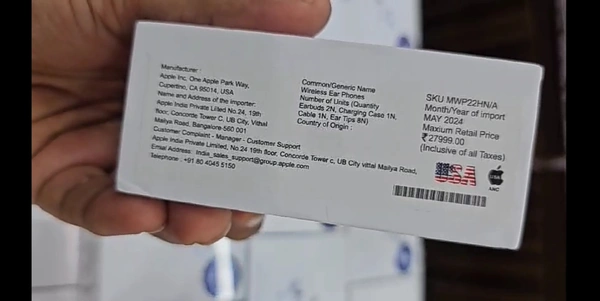 Manufacturer :
Apple Inc. One Apple Park Way,
Cupertino, CA 95014, USA
Name and Address of the Importer:
Apple India Private Liited No.24, 19th
floor, Concorde Tower C, UB City, Vittal
Mailya Road, Bangalore-560 001
Customer Complaint - Manager - Customer Support
Apple India Private Limited, No.24 19th floor, Concorde Tower c, UB City vittal Mailya Road,
Email Address : India_sales_support@group.apple.com
Telephone : +91 80 4045 5150
Common/Generic Name
Wireless Ear Phones
Number of Units (Quantity
Earbuds 2N, Charging Case 1N,
Cable 1N, Ear Tips 8N)
Country of Origin :
SKU MWP22HN/A
Month/Year of Import
MAY 2024
Maxium Retail Price
₹27999.00
(Inclusive of all Taxes)
USA
USA